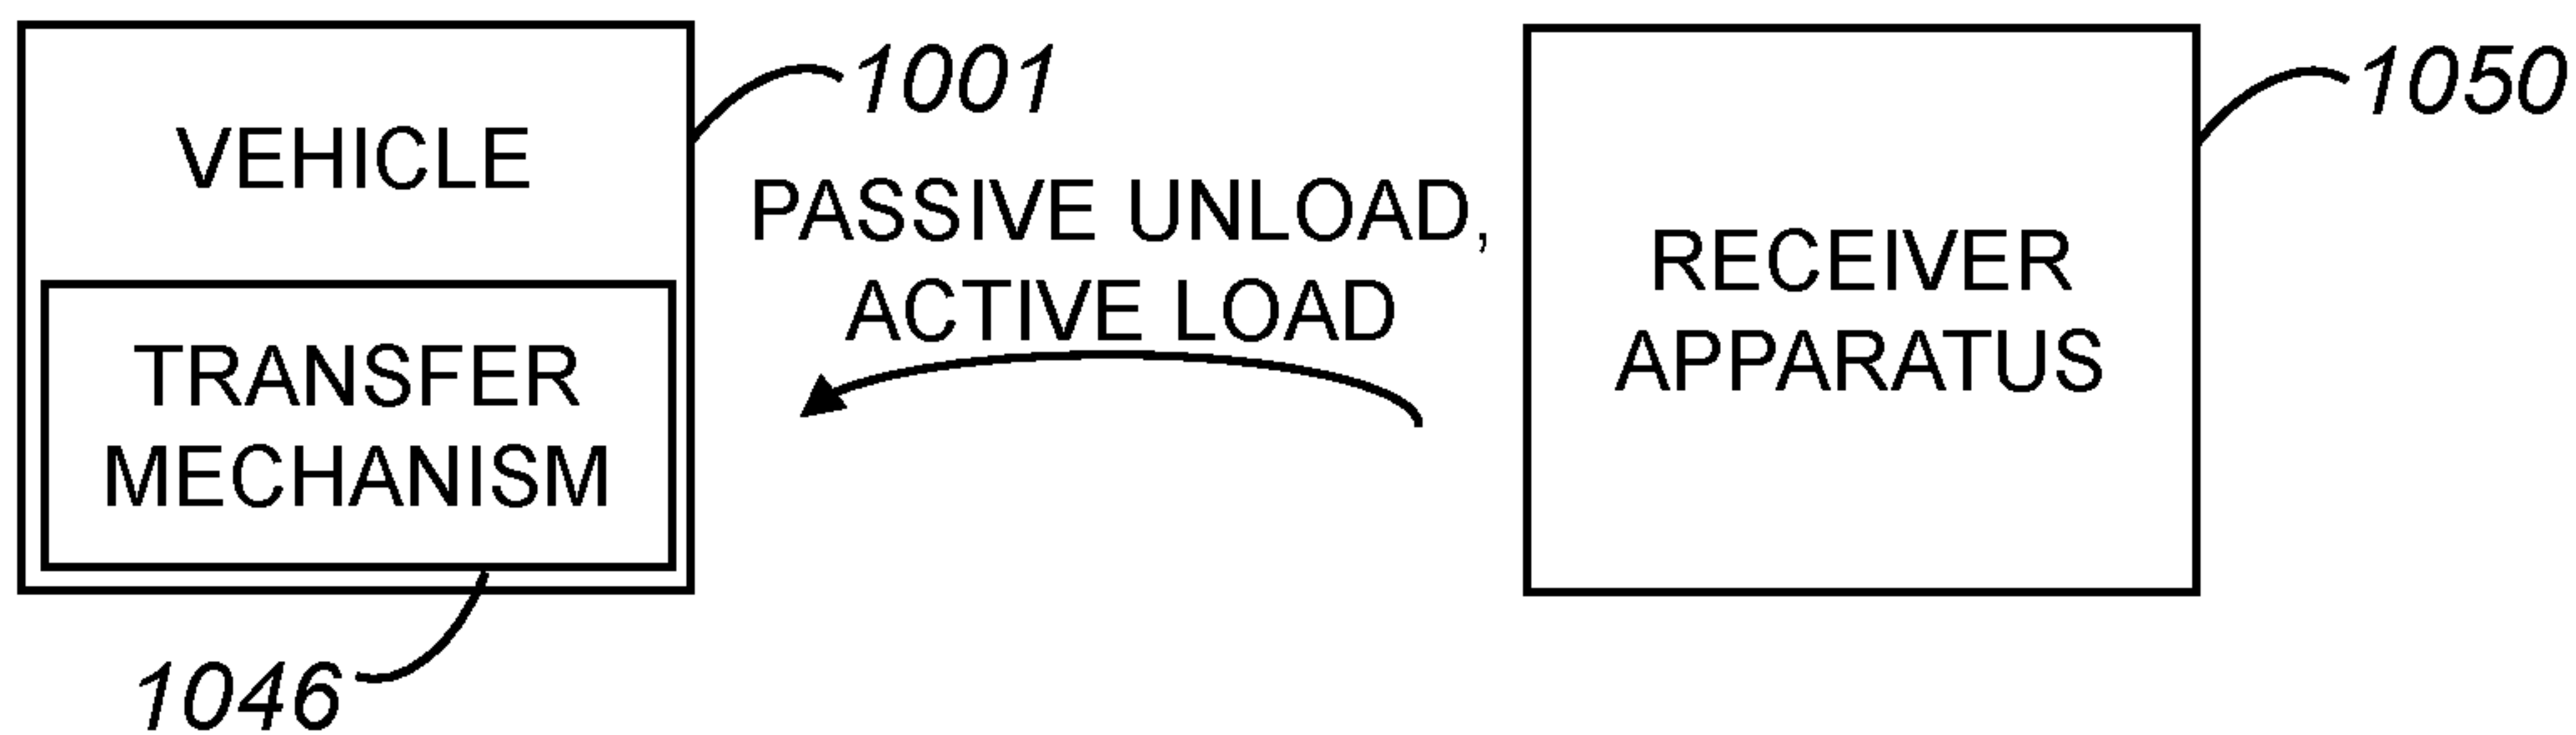 VEHICLE
TRANSFER
MECHANISM
1046
1001
PASSIVE UNLOAD,
ACTIVE LOAD
RECEIVER
APPARATUS
1050